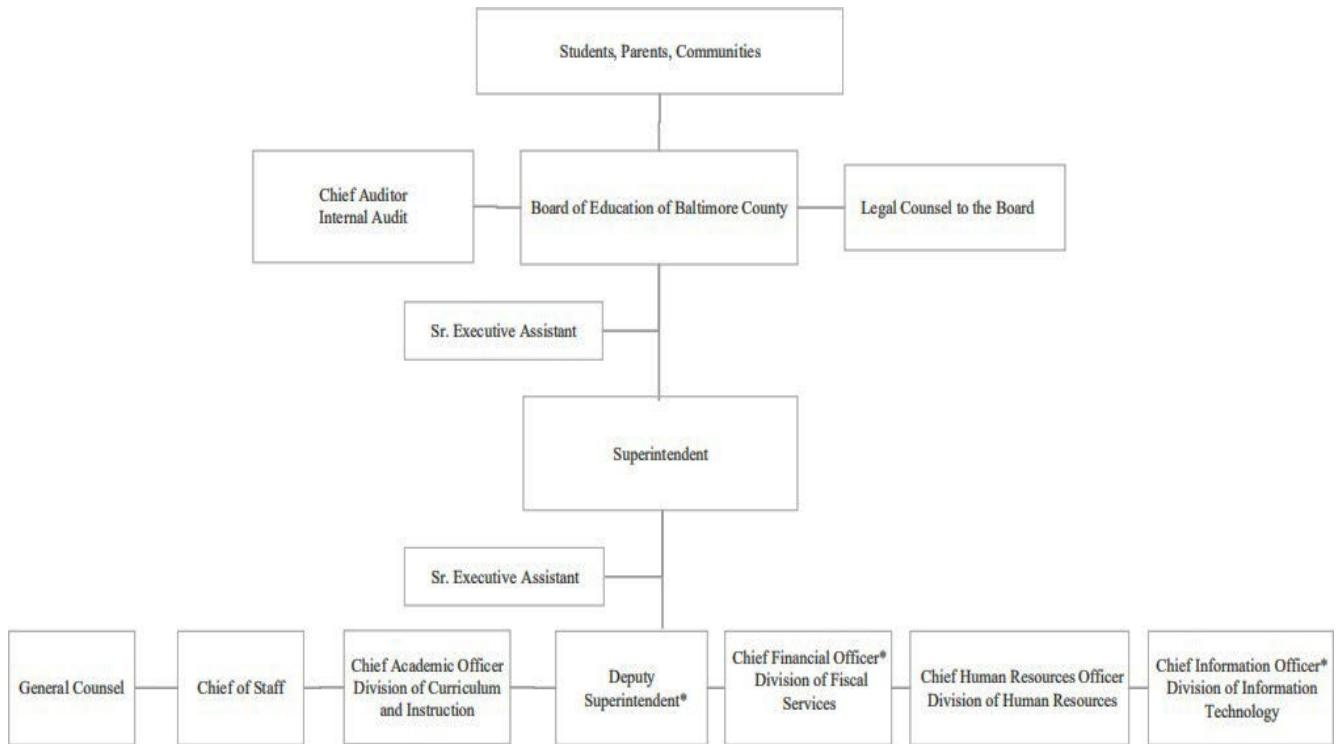 Students, Parents, Communities
Chief Auditor
Internal Audit
Board of Education of Baltimore County
Legal Counsel to the Board
Sr. Executive Assistant
Superintendent
Sr. Executive Assistant
General Counsel
Chief of Staff
Chief Academic Officer
Division of Curriculum
and Instruction
Deputy
Superintendent*
Chief Financial Officer*
Division of Fiscal
Services
Chief Human Resources Officer
Division of Human Resources
Chief Information Officer*
Division of Information
Technology